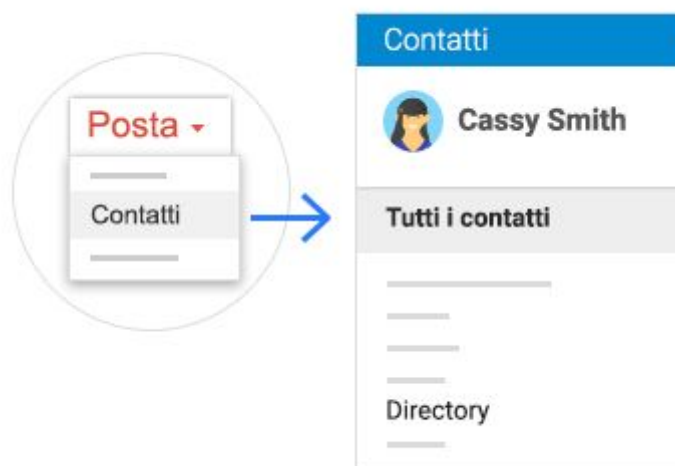 Posta
Contatti
Contatti
Cassy Smith
Tutti i contatti
Directory